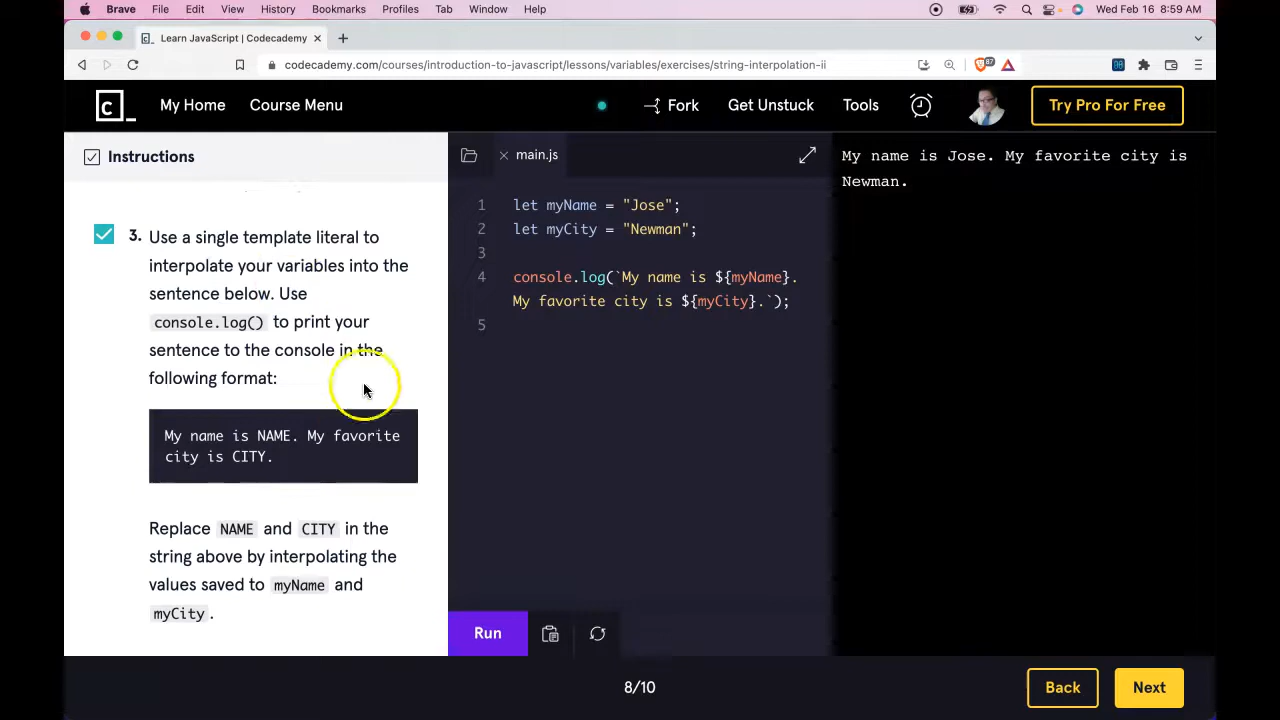 Brave File Edit View History Bookmarks Profiles Tab Window Help Wed Feb 16 8:59 AM
C_ Learn JavaScript | Codecademy × +
codecademy.com/courses/introduction-to-javascript/lessons/variables/exercises/string-interpolation-ii 87
C_ My Home Course Menu Fork Get Unstuck Tools Try Pro For Free
Instructions
3. Use a single template literal to
interpolate your variables into the
sentence below. Use
console.log() to print your
sentence to the console in the
following format:
My name is NAME. My favorite
city is CITY.
Replace NAME and CITY in the
string above by interpolating the
values saved to myName and
myCity.
× main.js
1 let myName = "Jose";
2 let myCity = "Newman";
3
4 console.log(`My name is ${myName}.
My favorite city is ${myCity}.`);
5
Run
My name is Jose. My favorite city is
Newman.
8/10
Back Next